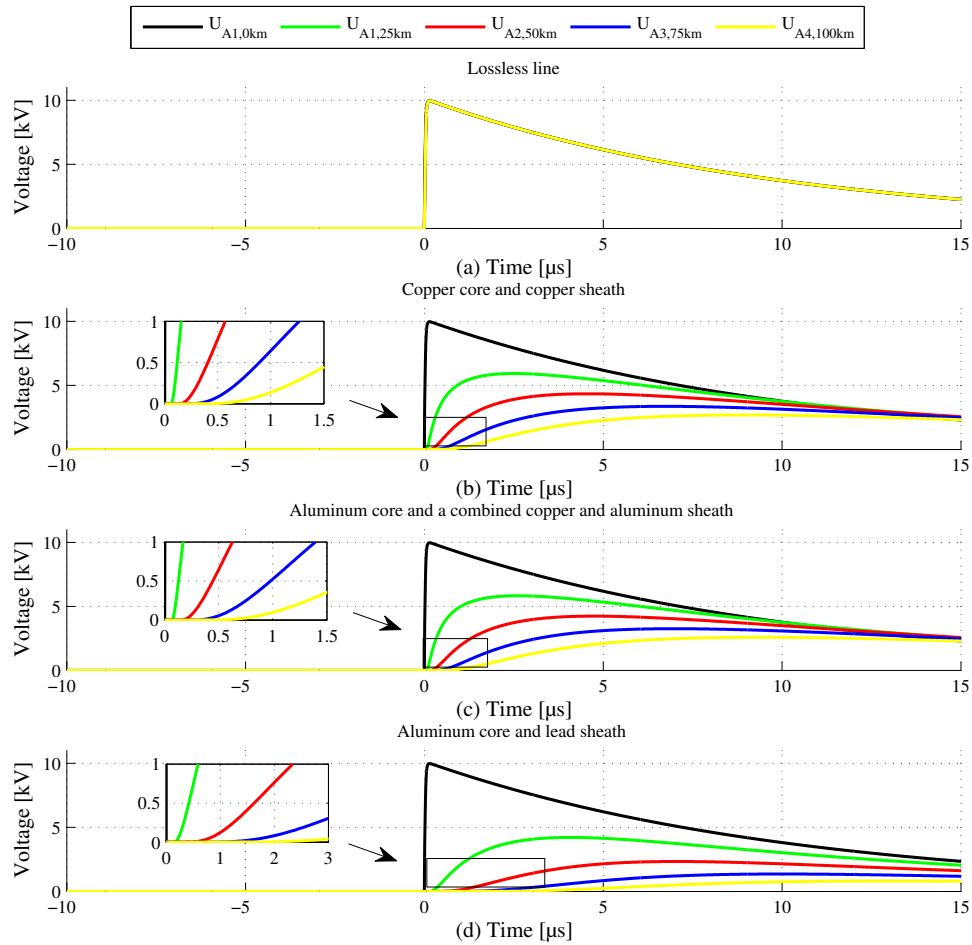 U_A1,0km U_A1,25km U_A2,50km U_A3,75km U_A4,100km
Lossless line
Voltage [kV]
10
5
0
−10 −5 0 5 10 15
(a) Time [µs]
Copper core and copper sheath
Voltage [kV]
10
5
0
1
0.5
0
0 0.5 1 1.5
−10 −5 0 5 10 15
(b) Time [µs]
Aluminum core and a combined copper and aluminum sheath
Voltage [kV]
10
5
0
1
0.5
0
0 0.5 1 1.5
−10 −5 0 5 10 15
(c) Time [µs]
Aluminum core and lead sheath
Voltage [kV]
10
5
0
1
0.5
0
0 1 2 3
−10 −5 0 5 10 15
(d) Time [µs]